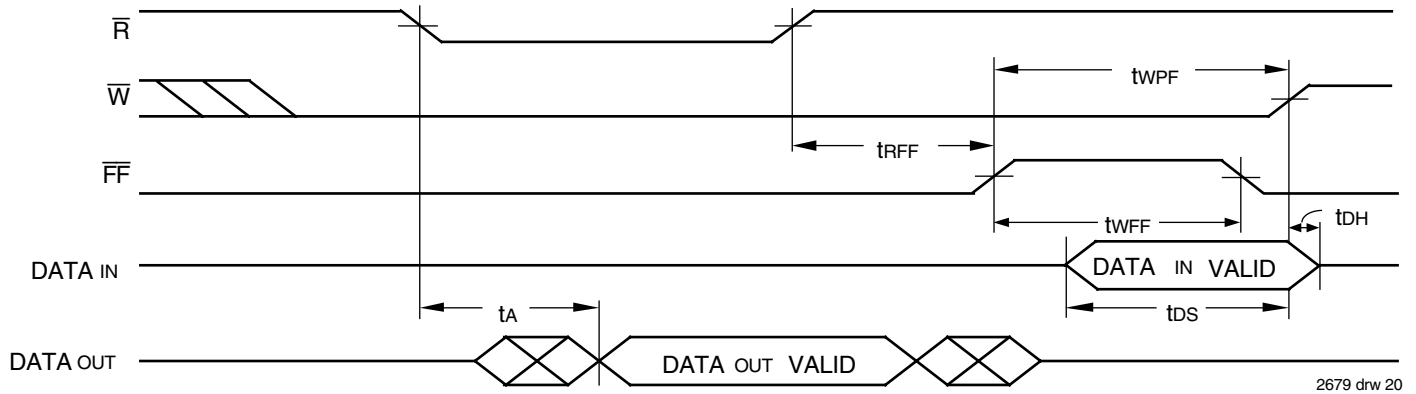 R̅
tWPF
W̅
tRFF
F̅F̅
tWFF
tDH
DATA IN
DATA IN VALID
tA
tDS
DATA OUT
DATA OUT VALID
2679 drw 20